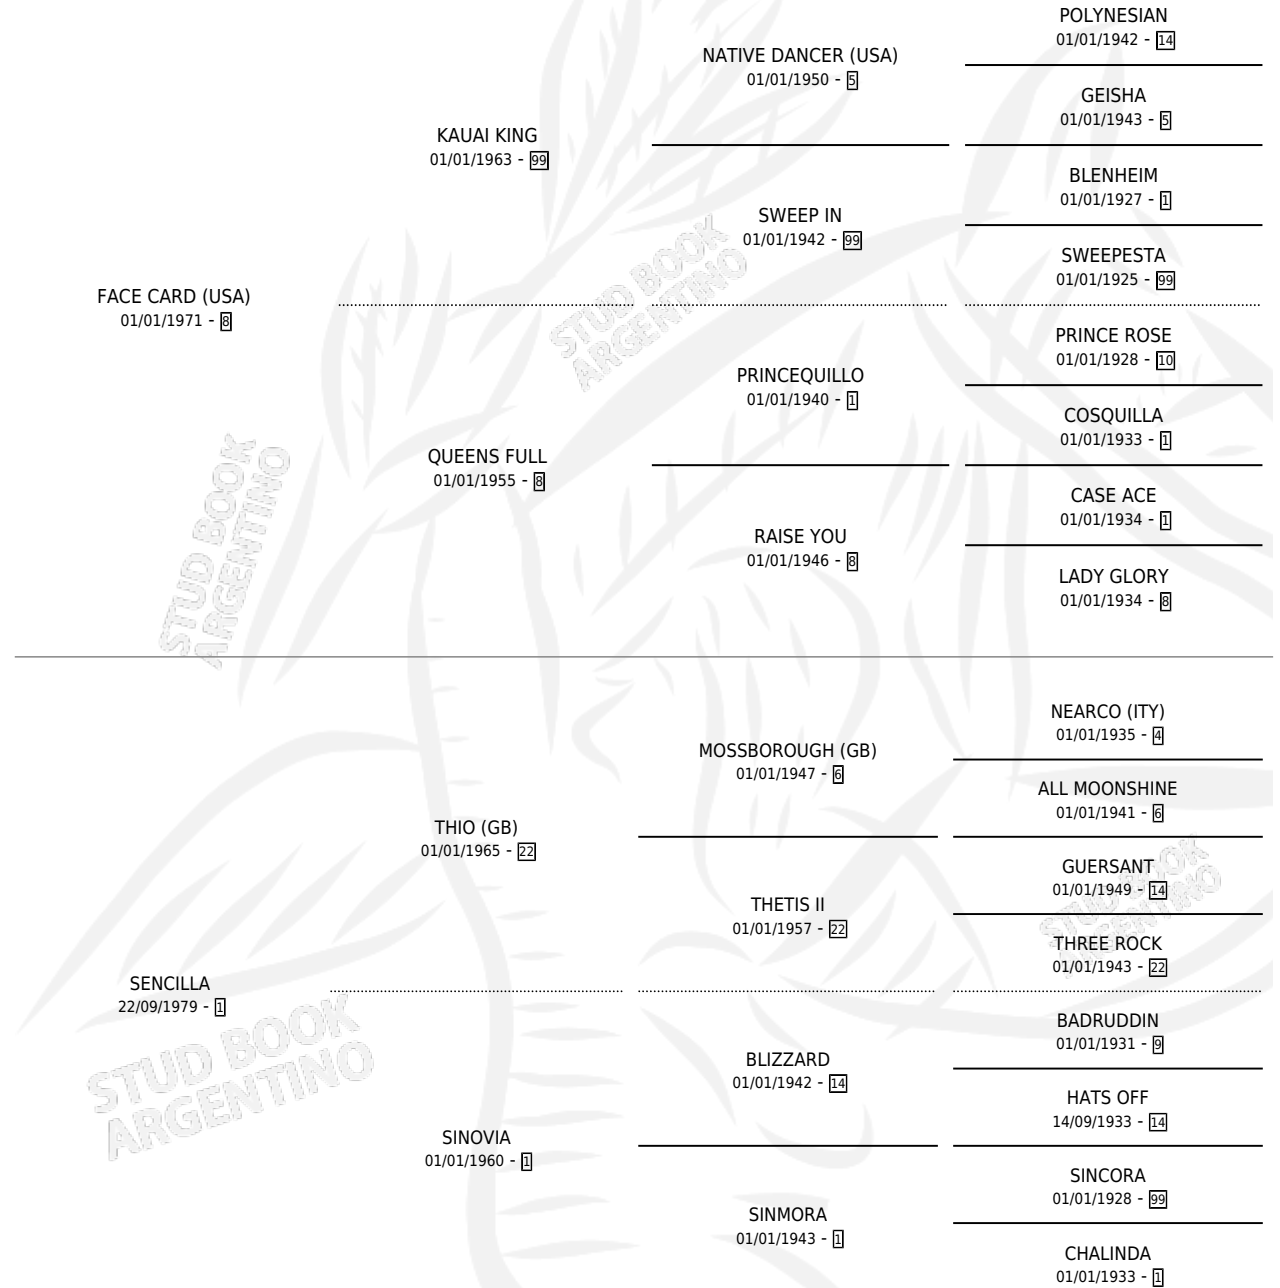 POLYNESIAN
01/01/1942 - 14
NATIVE DANCER (USA)
01/01/1950 - 5
GEISHA
01/01/1943 - 5
KAUAI KING
01/01/1963 - 99
BLENHEIM
01/01/1927 - 1
SWEEP IN
01/01/1942 - 99
SWEEPESTA
01/01/1925 - 99
FACE CARD (USA)
01/01/1971 - 8
PRINCE ROSE
01/01/1928 - 10
PRINCEQUILLO
01/01/1940 - 1
COSQUILLA
01/01/1933 - 1
QUEENS FULL
01/01/1955 - 8
CASE ACE
01/01/1934 - 1
RAISE YOU
01/01/1946 - 8
LADY GLORY
01/01/1934 - 8
STUD BOOK
ARGENTINO
STUD BOOK
ARGENTINO
NEARCO (ITY)
01/01/1935 - 4
MOSSBOROUGH (GB)
01/01/1947 - 6
ALL MOONSHINE
01/01/1941 - 6
THIO (GB)
01/01/1965 - 22
GUERSANT
01/01/1949 - 14
THETIS II
01/01/1957 - 22
THREE ROCK
01/01/1943 - 22
SENCILLA
22/09/1979 - 1
BADRUDDIN
01/01/1931 - 9
BLIZZARD
01/01/1942 - 14
HATS OFF
14/09/1933 - 14
SINOVIA
01/01/1960 - 1
SINCORA
01/01/1928 - 99
SINMORA
01/01/1943 - 1
CHALINDA
01/01/1933 - 1
STUD BOOK
ARGENTINO
STUD BOOK
ARGENTINO